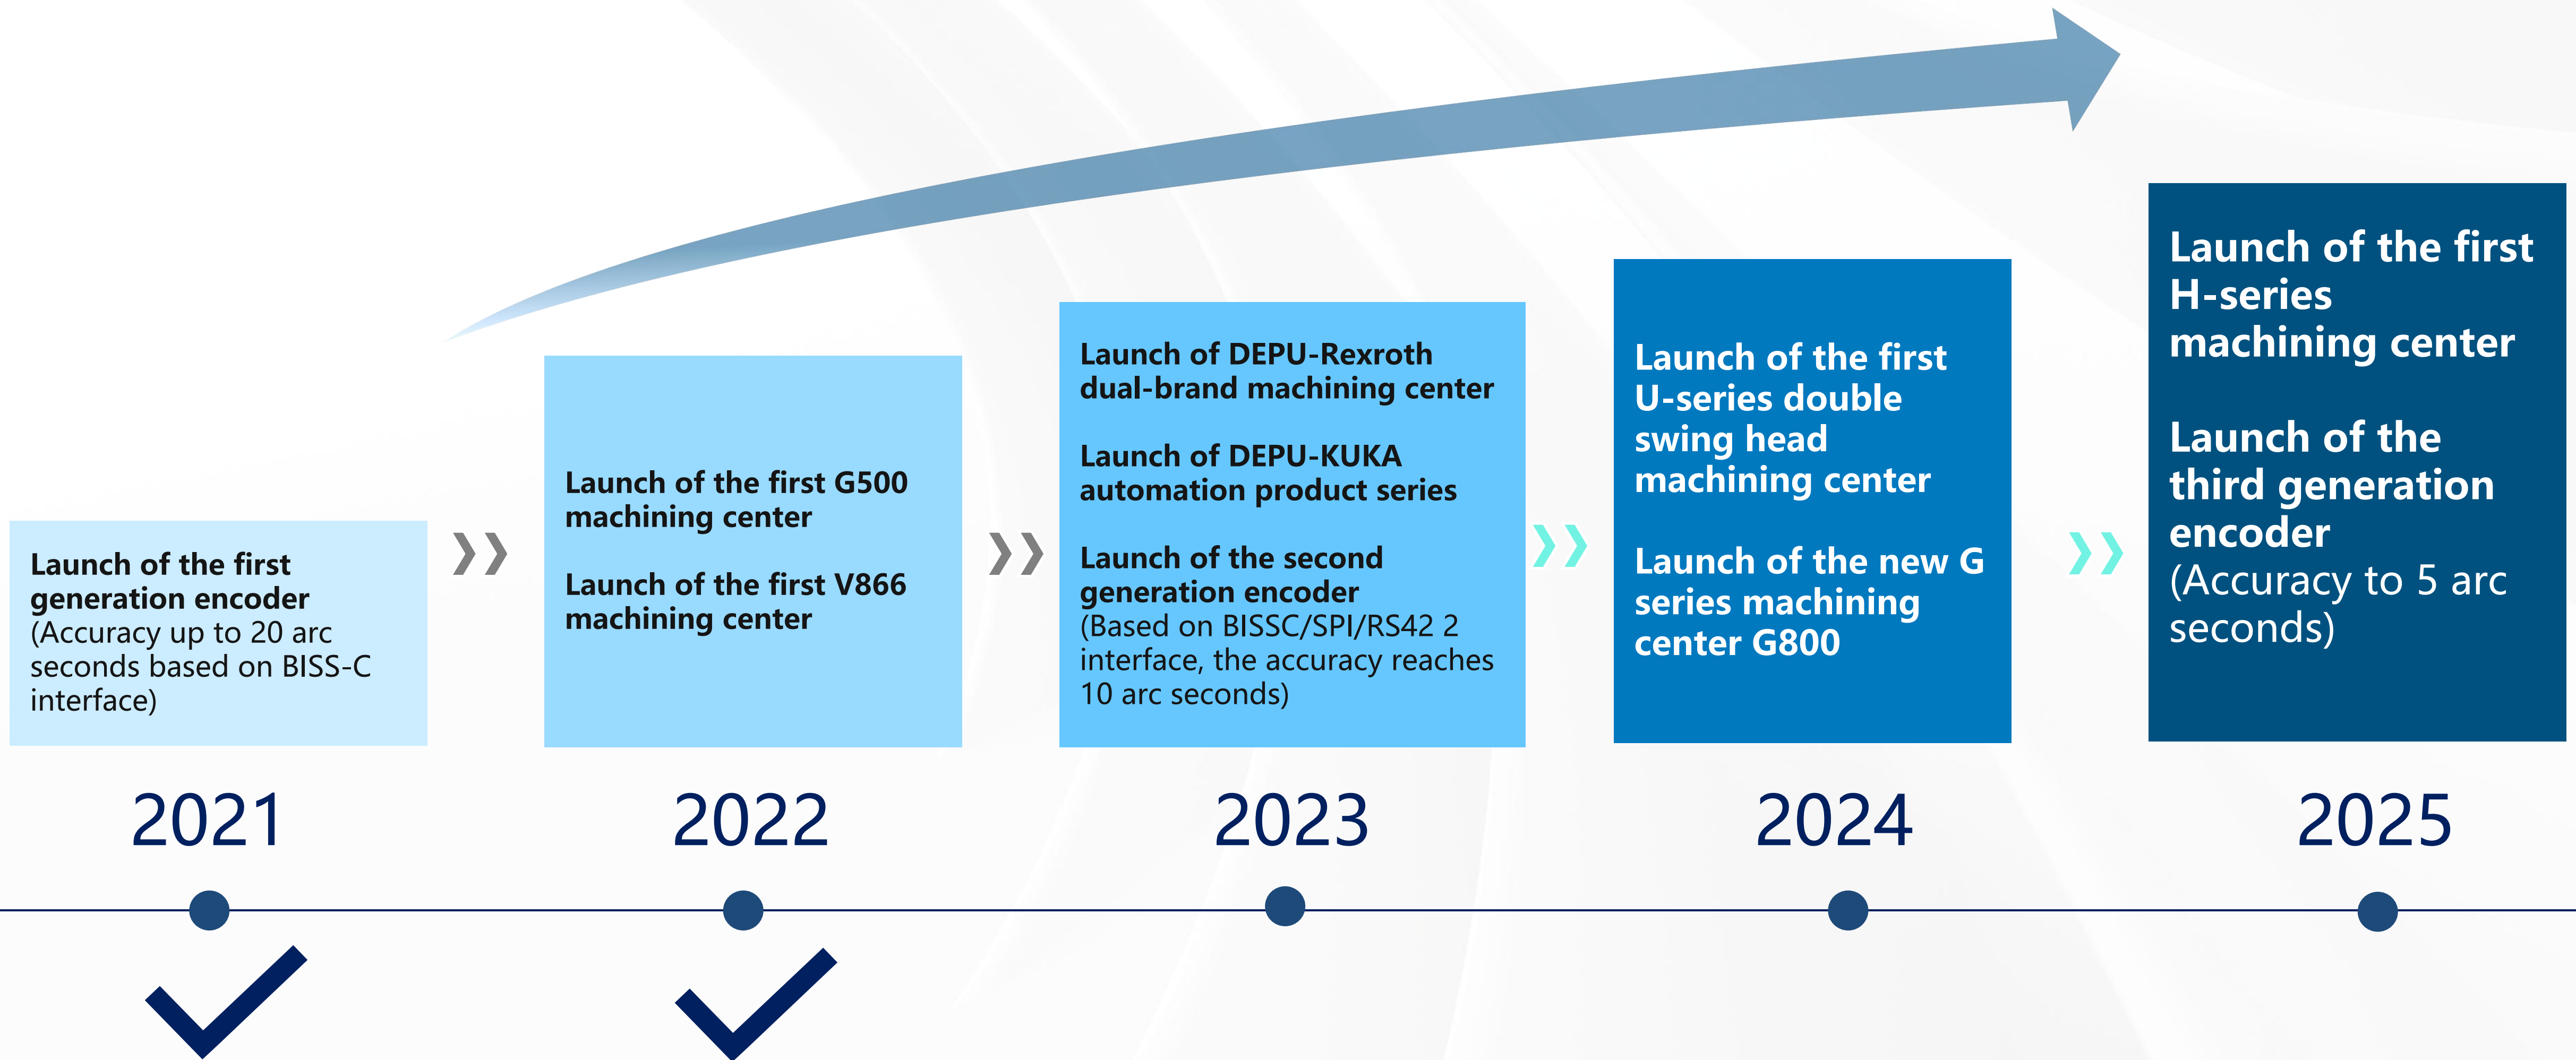 Launch of the first
generation encoder
(Accuracy up to 20 arc
seconds based on BISS-C
interface)
Launch of the first G500
machining center
Launch of the first V866
machining center
Launch of DEPU-Rexroth
dual-brand machining center
Launch of DEPU-KUKA
automation product series
Launch of the second
generation encoder
(Based on BISSC/SPI/RS42 2
interface, the accuracy reaches
10 arc seconds)
Launch of the first
U-series double
swing head
machining center
Launch of the new G
series machining
center G800
Launch of the first
H-series
machining center
Launch of the
third generation
encoder
(Accuracy to 5 arc
seconds)
2021
2022
2023
2024
2025